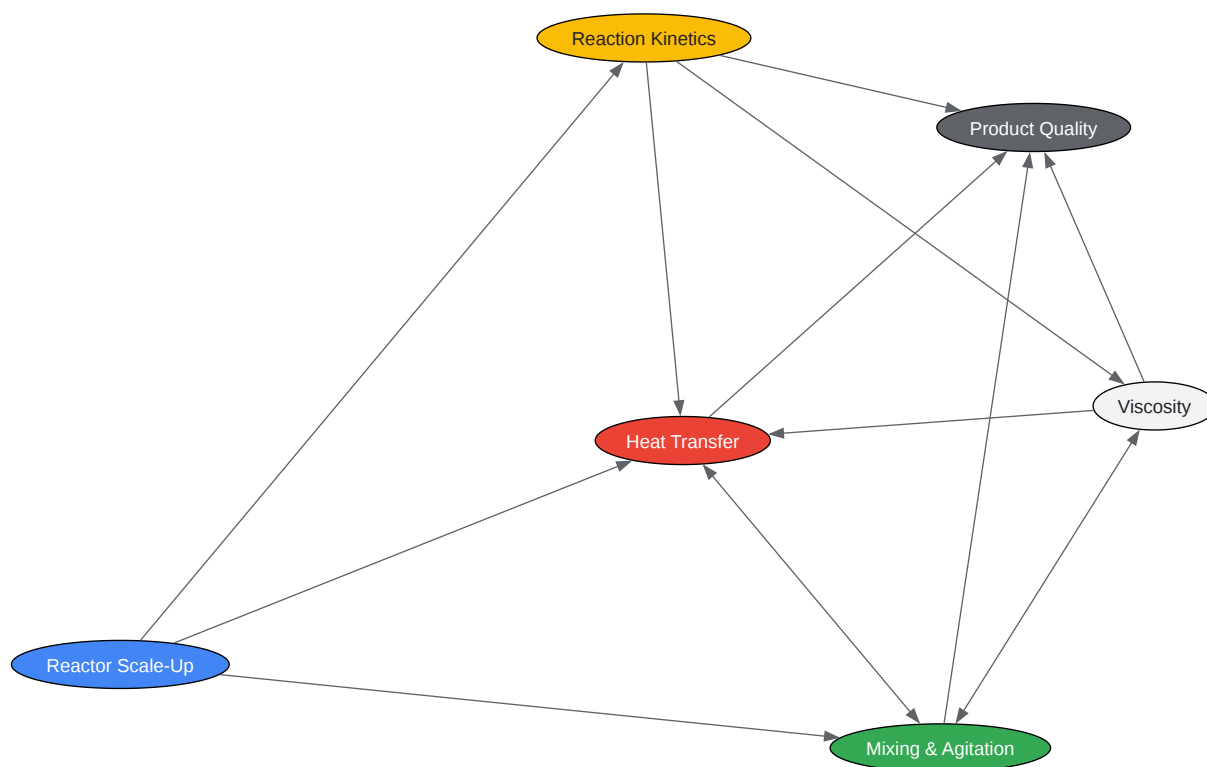 Reaction Kinetics
Product Quality
Viscosity
Heat Transfer
Reactor Scale-Up
Mixing & Agitation